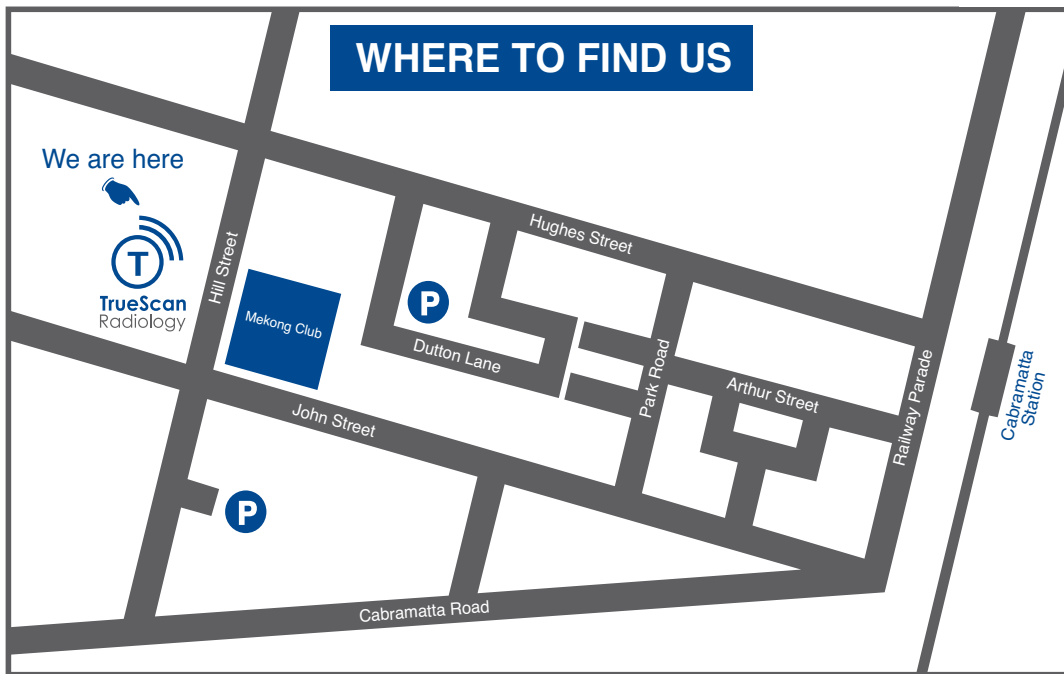 WHERE TO FIND US
We are here
T
TrueScan
Radiology
Hill Street
Mekong Club
Hughes Street
P
Dutton Lane
Park Road
Arthur Street
Railway Parade
Cabramatta
Station
John Street
P
Cabramatta Road